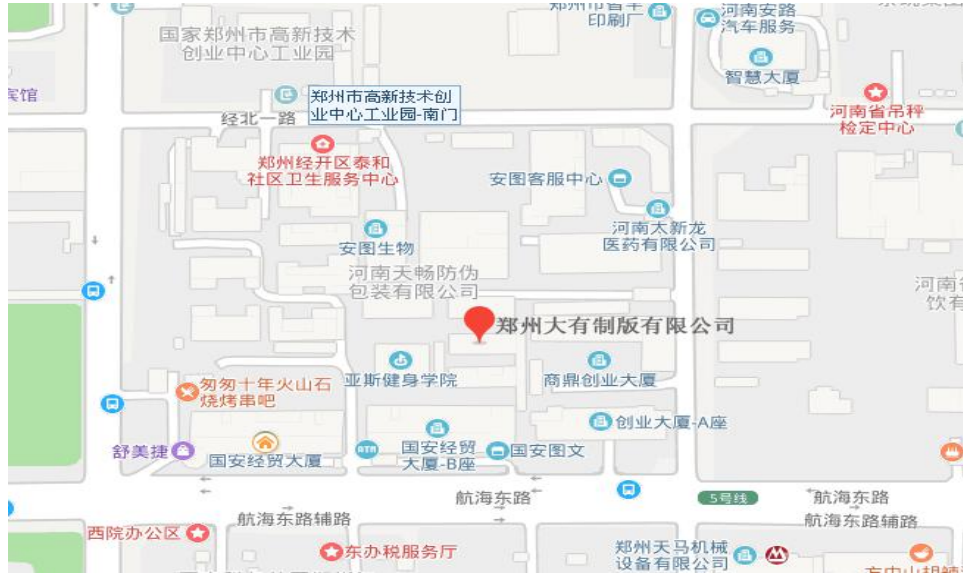 印刷厂
河南安路
汽车服务
国家郑州市高新技术
创业中心工业园
智慧大厦
宾馆
郑州市高新技术创
业中心工业园-南门
经北一路
河南省吊秤
检定中心
郑州经开区泰和
社区卫生服务中心
安图客服中心
河南太新龙
医药有限公司
安图生物
河南天畅防伪
包装有限公司
河南
饮有
郑州大有制版有限公司
亚斯健身学院
商鼎创业大厦
匆匆十年火山石
烧烤串吧
创业大厦-A座
舒美捷
国安经贸大厦
ATM
国安经贸
大厦-B座
国安图文
航海东路
5号线
航海东路
航海东路辅路
航海东路辅路
西院办公区
东办税服务厅
郑州天马机械
设备有限公司